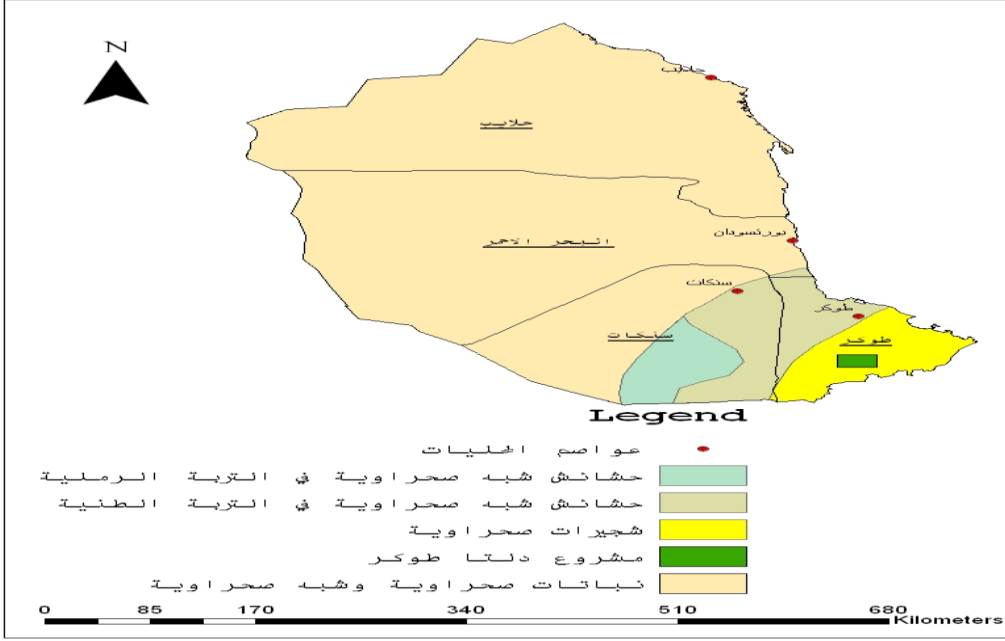 N
حلايب
حلايب
بورتسودان
البحر الاحمر
سنكات
طوكر
سنكات
طوكر
Legend
عواصم المحليات
حشائش شبه صحراوية في التربة الرملية
حشائش شبه صحراوية في التربة الطنية
شجيرات صحراوية
مشروع دلتا طوكر
نباتات صحراوية وشبه صحراوية
0 85 170 340 510 680
Kilometers